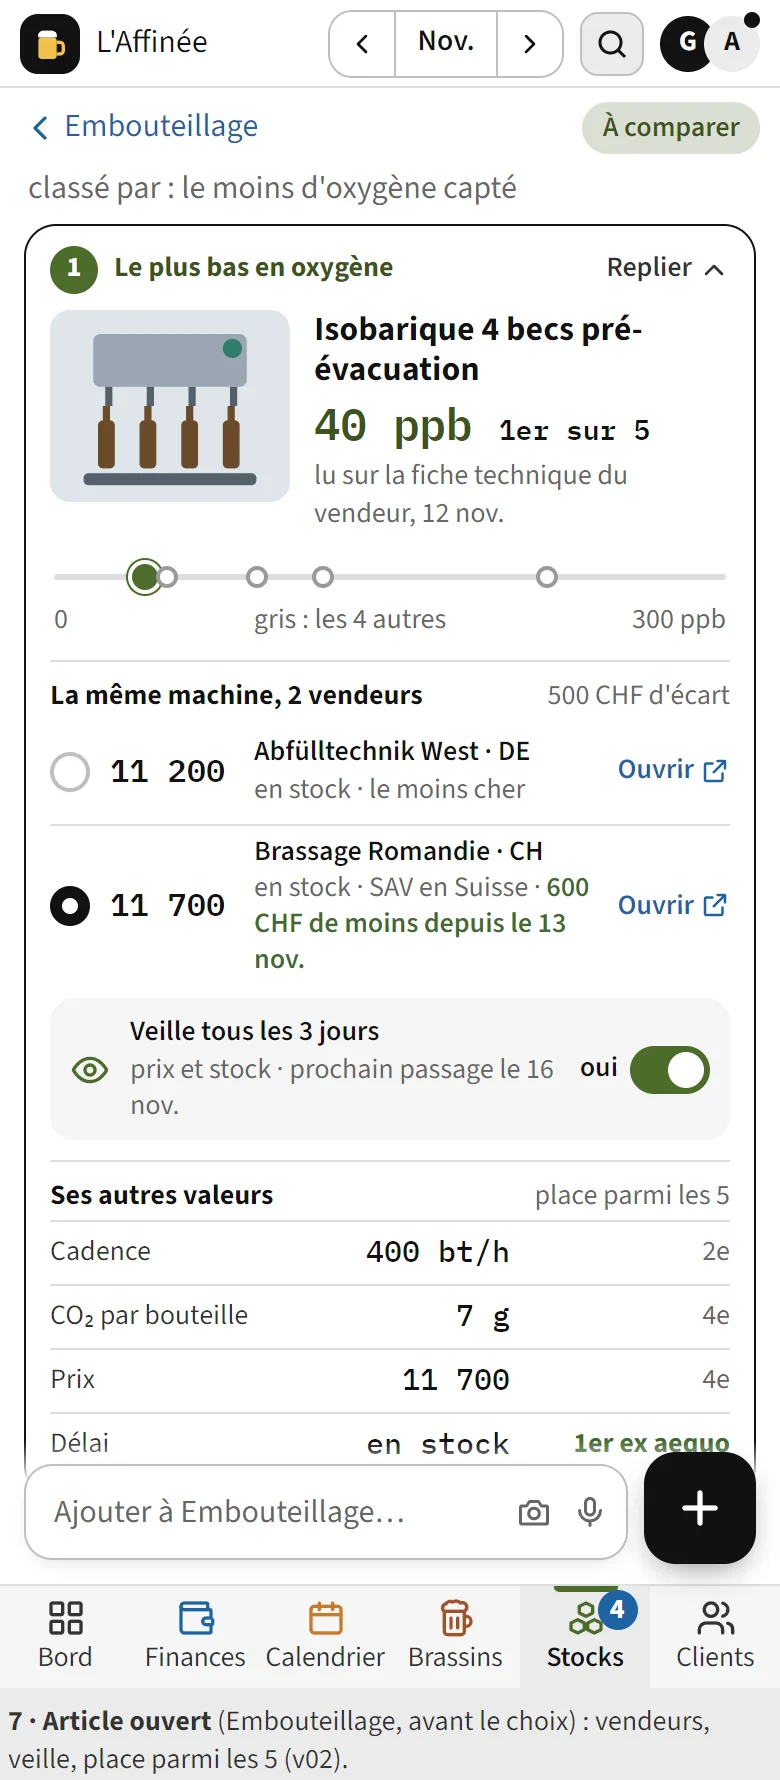 L'Affinée
Nov.
G
A
Embouteillage
À comparer
classé par : le moins d'oxygène capté
1
Le plus bas en oxygène
Replier
Isobarique 4 becs pré-
évacuation
40 ppb 1er sur 5
lu sur la fiche technique du
vendeur, 12 nov.
0
gris : les 4 autres
300 ppb
La même machine, 2 vendeurs
500 CHF d'écart
11 200
Abfülltechnik West · DE
en stock · le moins cher
Ouvrir
11 700
Brassage Romandie · CH
en stock · SAV en Suisse · 600
CHF de moins depuis le 13
nov.
Ouvrir
Veille tous les 3 jours
prix et stock · prochain passage le 16
nov.
oui
Ses autres valeurs
place parmi les 5
Cadence 400 bt/h 2e
CO₂ par bouteille 7 g 4e
Prix 11 700 4e
Délai en stock 1er ex aequo
Ajouter à Embouteillage…
4
Bord
Finances
Calendrier
Brassins
Stocks
Clients
7 · Article ouvert (Embouteillage, avant le choix) : vendeurs,
veille, place parmi les 5 (v02).